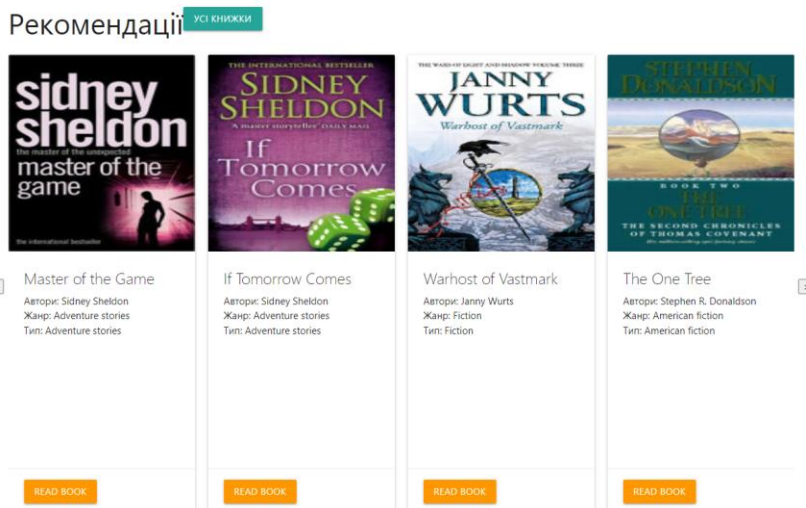 Рекомендації
УСІ КНИЖКИ
sidney
sheldon
the master of the unexpected
master of the
game
the international bestseller
THE INTERNATIONAL BESTSELLER
SIDNEY
SHELDON
'A master storyteller' DAILY MAIL
If
Tomorrow
Comes
THE WARS OF LIGHT AND SHADOW VOLUME THREE
JANNY
WURTS
Warhost of Vastmark
STEPHEN
DONALDSON
BOOK TWO
THE
ONE TREE
THE SECOND CHRONICLES
OF THOMAS COVENANT
Master of the Game
Автори: Sidney Sheldon
Жанр: Adventure stories
Тип: Adventure stories
READ BOOK
If Tomorrow Comes
Автори: Sidney Sheldon
Жанр: Adventure stories
Тип: Adventure stories
READ BOOK
Warhost of Vastmark
Автори: Janny Wurts
Жанр: Fiction
Тип: Fiction
READ BOOK
The One Tree
Автори: Stephen R. Donaldson
Жанр: American fiction
Тип: American fiction
READ BOOK